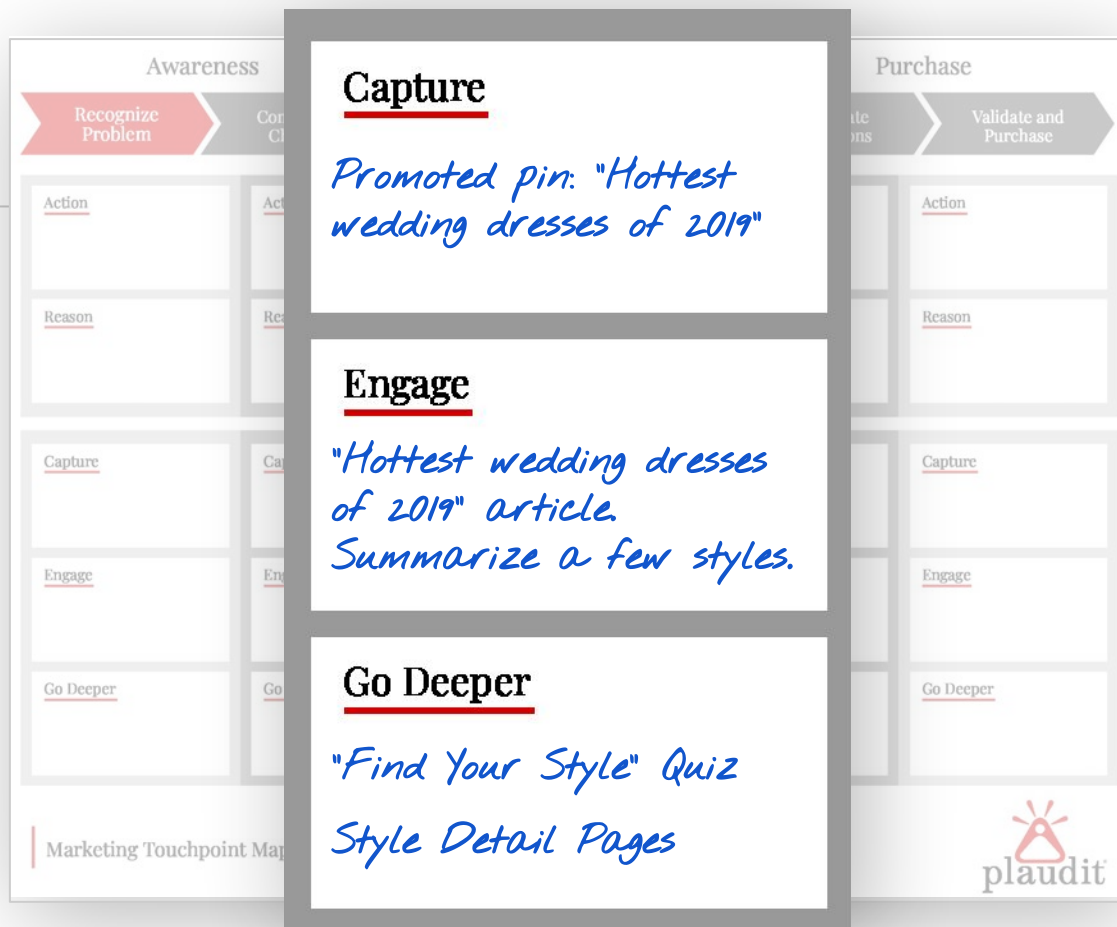 Awareness
Purchase
Recognize
Problem
Validate and
Purchase
Action
Reason
Capture
Engage
Go Deeper
Marketing Touchpoint Map
Capture
Promoted pin: "Hottest
wedding dresses of 2019"
Engage
"Hottest wedding dresses
of 2019" article.
Summarize a few styles.
Go Deeper
"Find Your Style" Quiz
Style Detail Pages
Action
Reason
Capture
Engage
Go Deeper
plaudit